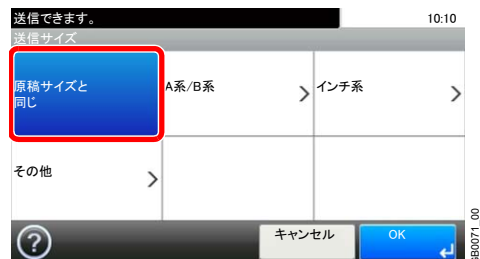 送信できます。 10:10
送信サイズ
原稿サイズと
同じ
A系/B系
インチ系
その他
?
キャンセル
OK